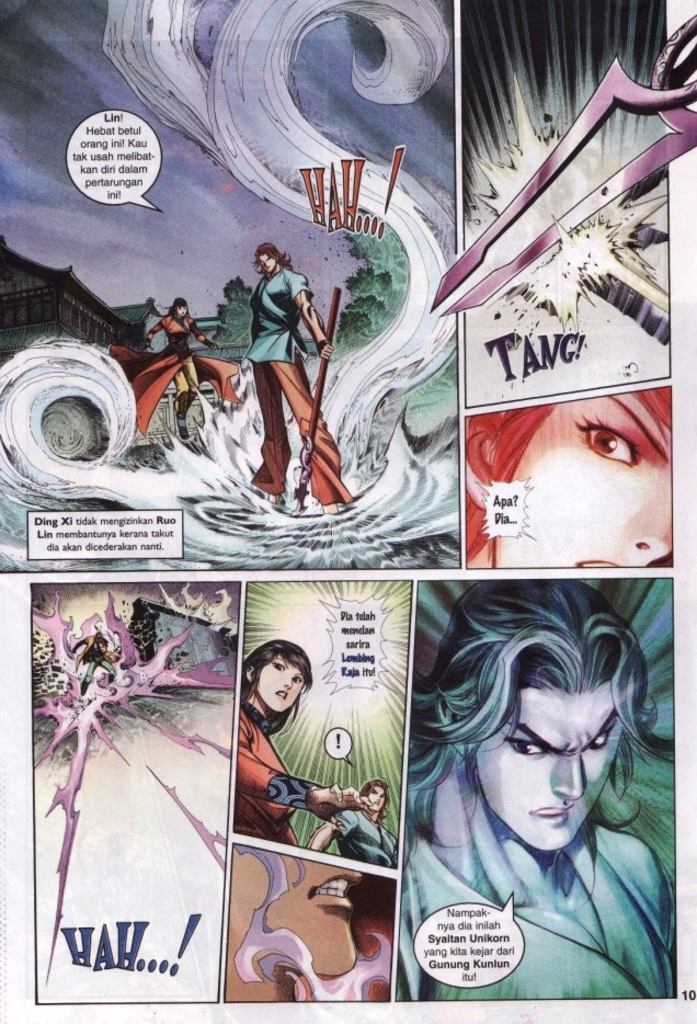 Lin!
Hebat betul
orang ini! Kau
tak usah melibat-
kan diri dalam
pertarungan
ini!
HAH...!
Ding Xi tidak mengizinkan Ruo
Lin membantunya kerana takut
dia akan dicederakan nanti.
TANG!
Apa?
Dia...
HAH...!
Dia telah
menelan
sarira
Lembing
Raja itu!
!
Nampak-
nya dia inilah
Syaitan Unikorn
yang kita kejar dari
Gunung Kunlun
itu!
10